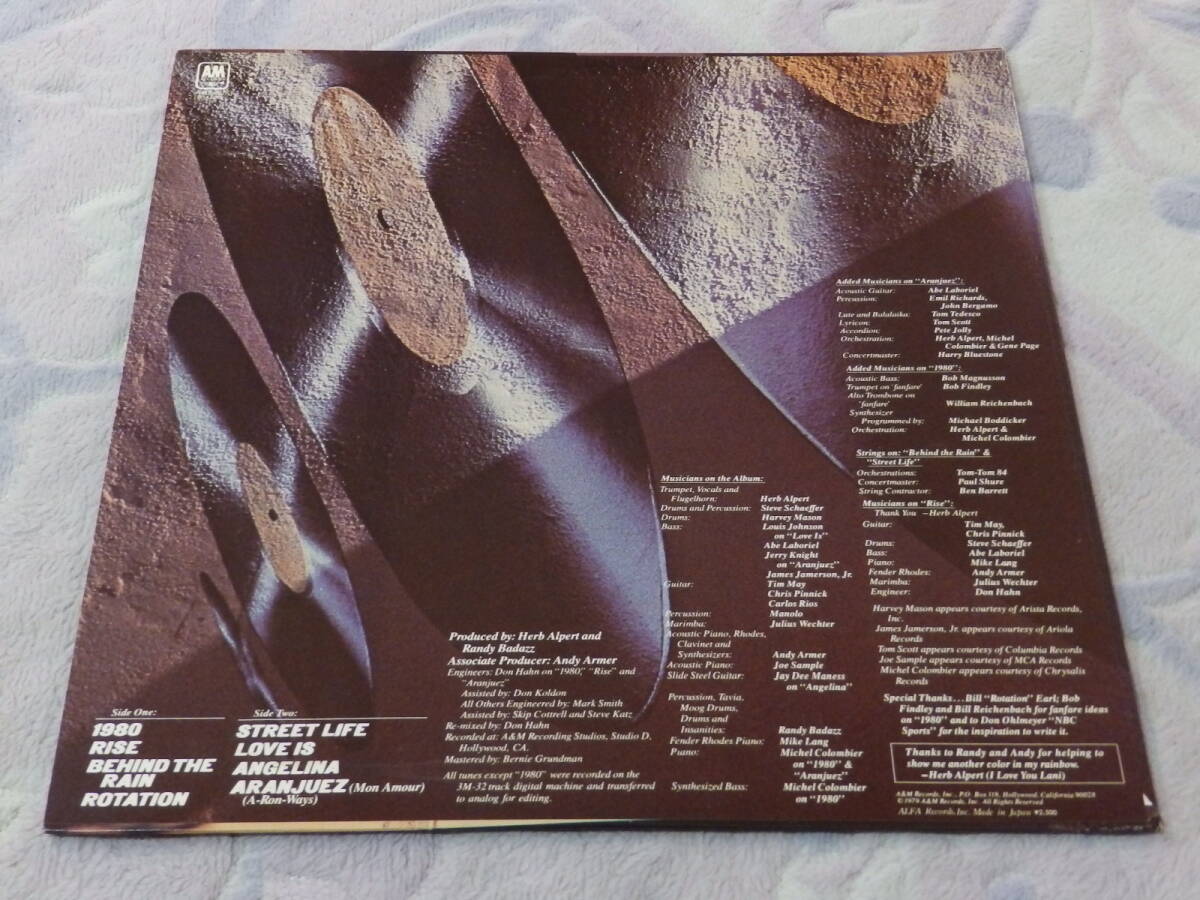 AM
Side One:
1980
RISE
BEHIND THE
RAIN
ROTATION
Side Two:
STREET LIFE
LOVE IS
ANGELINA
ARANJUEZ (Mon Amour)
(A-Ron-Ways)
Produced by: Herb Alpert and
Randy Badazz
Associate Producer: Andy Armer
Engineers: Don Hahn on "1980," "Rise" and
"Aranjuez"
Assisted by: Don Koldon
All Others Engineered by: Mark Smith
Assisted by: Skip Cottrell and Steve Katz
Re-mixed by: Don Hahn
Recorded at: A&M Recording Studios, Studio D.
Hollywood, CA.
Mastered by: Bernie Grundman
All tunes except "1980" were recorded on the
3M-32 track digital machine and transferred
to analog for editing.
Musicians on the Album:
Trumpet, Vocals and
Flugelhorn: Herb Alpert
Drums and Percussion: Steve Schaeffer
Drums: Harvey Mason
Bass: Louis Johnson
on "Love Is"
Abe Laboriel
Jerry Knight
on "Aranjuez"
James Jamerson, Jr.
Guitar: Tim May
Chris Pinnick
Carlos Rios
Percussion: Manolo
Marimba: Julius Wechter
Acoustic Piano, Rhodes,
Clavinet and
Synthesizers: Andy Armer
Acoustic Piano: Joe Sample
Slide Steel Guitar: Jay Dee Maness
on "Angelina"
Percussion, Tavia.
Moog Drums,
Drums and
Insanities: Randy Badazz
Fender Rhodes Piano: Mike Lang
Piano: Michel Colombier
on "1980" &
"Aranjuez"
Synthesized Bass: Michel Colombier
on "1980"
Added Musicians on "Aranjuez":
Acoustic Guitar: Abe Laboriel
Percussion: Emil Richards,
John Bergamo
Lute and Balalaika: Tom Tedesco
Lyricon: Tom Scott
Accordion: Pete Jolly
Orchestration: Herb Alpert, Michel
Colombier & Gene Page
Concertmaster: Harry Bluestone
Added Musicians on "1980":
Acoustic Bass: Bob Magnusson
Trumpet on 'fanfare' Bob Findley
Alto Trombone on
'fanfare' William Reichenbach
Synthesizer
Programmed by: Michael Boddicker
Orchestration: Herb Alpert &
Michel Colombier
Strings on: "Behind the Rain" &
"Street Life"
Orchestrations: Tom-Tom 84
Concertmaster: Paul Shure
String Contractor: Ben Barrett
Musicians on "Rise":
Thank You –Herb Alpert
Guitar: Tim May,
Chris Pinnick
Drums: Steve Schaeffer
Bass: Abe Laboriel
Piano: Mike Lang
Fender Rhodes: Andy Armer
Marimba: Julius Wechter
Engineer: Don Hahn
Harvey Mason appears courtesy of Arista Records,
Inc.
James Jamerson, Jr. appears courtesy of Ariola
Records
Tom Scott appears courtesy of Columbia Records
Joe Sample appears courtesy of MCA Records
Michel Colombier appears courtesy of Chrysalis
Records
Special Thanks...Bill "Rotation" Earl; Bob
Findley and Bill Reichenbach for fanfare ideas
on "1980" and to Don Ohlmeyer "NBC
Sports" for the inspiration to write it.
Thanks to Randy and Andy for helping to
show me another color in my rainbow.
–Herb Alpert (I Love You Lani)
A&M Records, Inc., P.O. Box 118, Hollywood, California 90028
©1979 A&M Records, Inc. All Rights Reserved
ALFA Records, Inc. Made in Japan ¥2,500